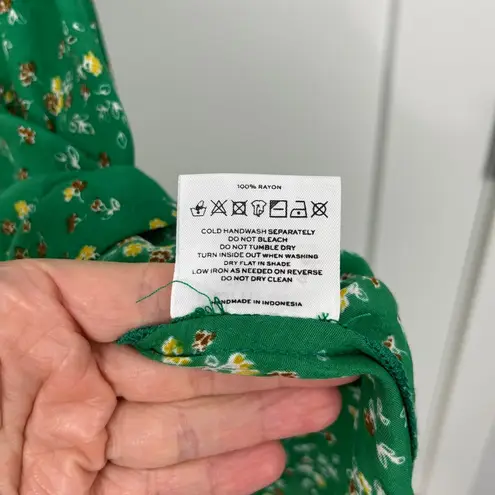 100% RAYON
COLD HANDWASH SEPARATELY
DO NOT BLEACH
DO NOT TUMBLE DRY
TURN INSIDE OUT WHEN WASHING
DRY FLAT IN SHADE
LOW IRON AS NEEDED ON REVERSE
DO NOT DRY CLEAN
HANDMADE IN INDONESIA